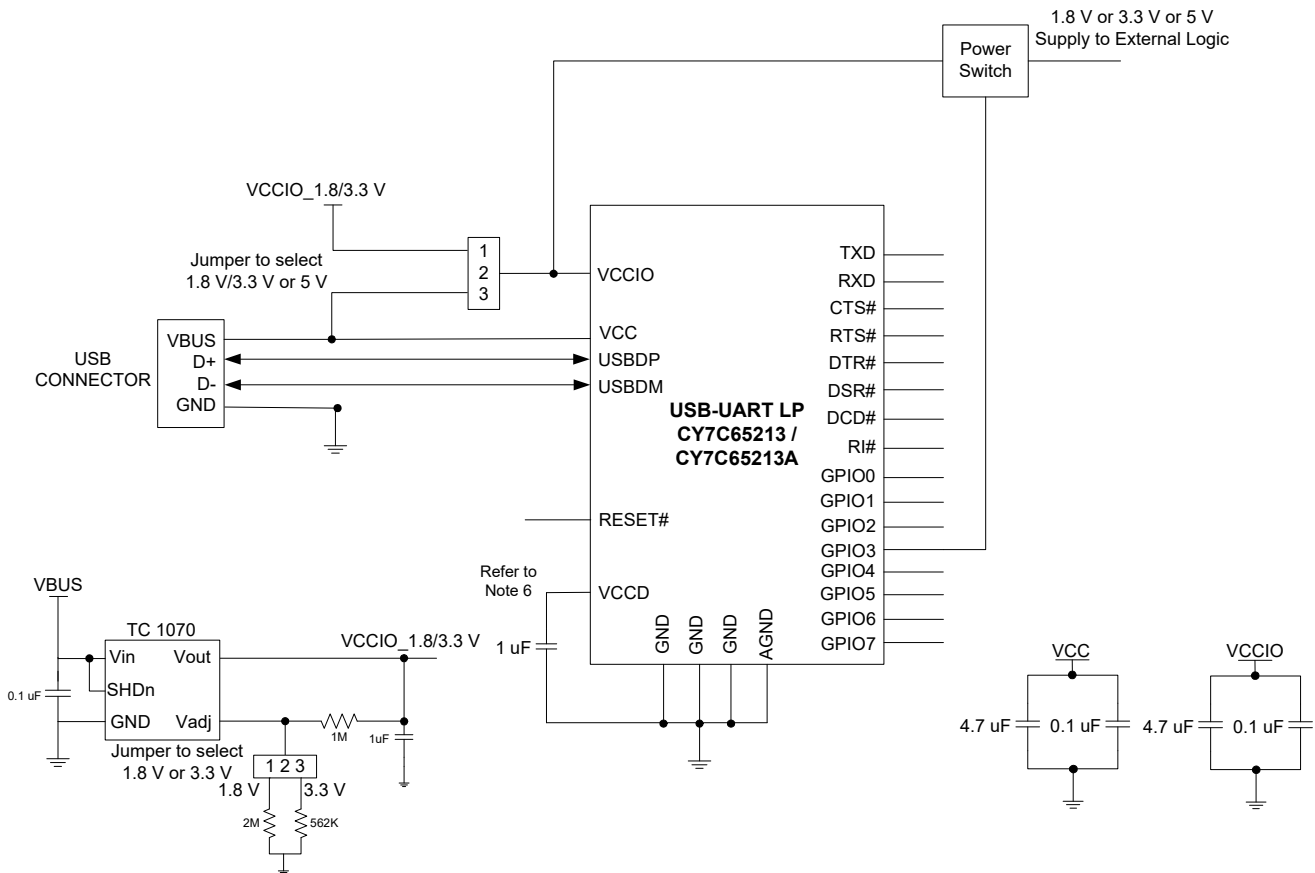 1.8 V or 3.3 V or 5 V
Supply to External Logic
Power
Switch
VCCIO_1.8/3.3 V
Jumper to select
1.8 V/3.3 V or 5 V
1
2
3
USB
CONNECTOR
VBUS
D+
D-
GND
VCCIO
VCC
USBDP
USBDM
USB-UART LP
CY7C65213 /
CY7C65213A
RESET#
VCCD
GND
GND
GND
AGND
TXD
RXD
CTS#
RTS#
DTR#
DSR#
DCD#
RI#
GPIO0
GPIO1
GPIO2
GPIO3
GPIO4
GPIO5
GPIO6
GPIO7
Refer to
Note 6
1 uF
VBUS
TC 1070
Vin
Vout
SHDn
GND
Vadj
0.1 uF
VCCIO_1.8/3.3 V
1M
1uF
Jumper to select
1.8 V or 3.3 V
1 2 3
1.8 V
3.3 V
2M
562K
VCC
4.7 uF
0.1 uF
VCCIO
4.7 uF
0.1 uF